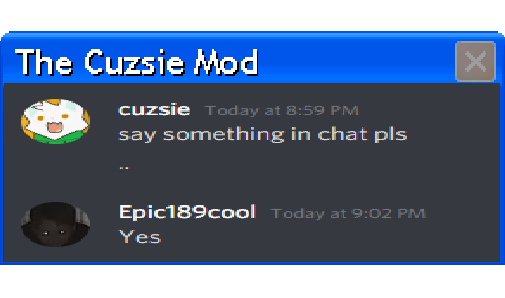 The Cuzsie Mod
cuzsie Today at 8:59 PM
say something in chat pls
..
Epic189cool Today at 9:02 PM
Yes